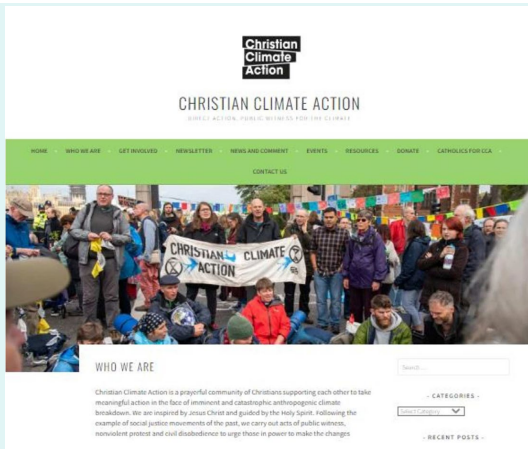 Christian
Climate
Action
CHRISTIAN CLIMATE ACTION
DIRECT ACTION, PUBLIC WITNESS FOR THE CLIMATE
HOME WHO WE ARE GET INVOLVED NEWSLETTER NEWS AND COMMENT EVENTS RESOURCES DONATE CATHOLICS FOR CCA
CONTACT US
CHRISTIAN CLIMATE
ACTION
WHO WE ARE
Search...
Christian Climate Action is a prayerful community of Christians supporting each other to take
meaningful action in the face of imminent and catastrophic anthropogenic climate
breakdown. We are inspired by Jesus Christ and guided by the Holy Spirit. Following the
example of social justice movements of the past, we carry out acts of public witness,
nonviolent protest and civil disobedience to urge those in power to make the changes
- CATEGORIES -
Select Category
- RECENT POSTS -